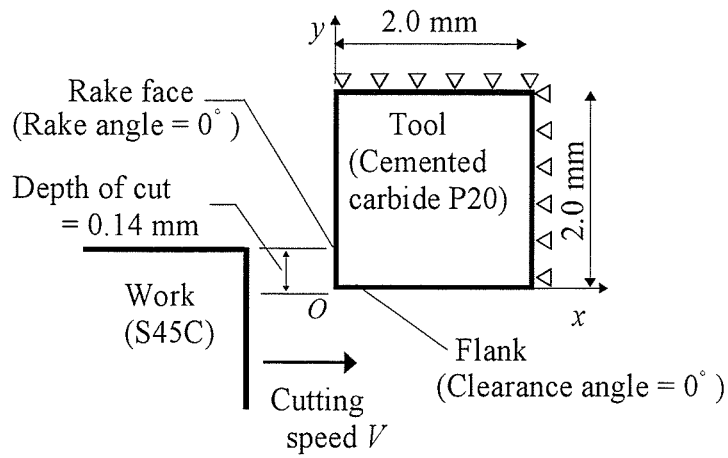 y
2.0 mm
Rake face
(Rake angle = 0°)
Tool
(Cemented
carbide P20)
2.0 mm
Depth of cut
= 0.14 mm
Work
(S45C)
O
x
Flank
(Clearance angle = 0°)
Cutting
speed V